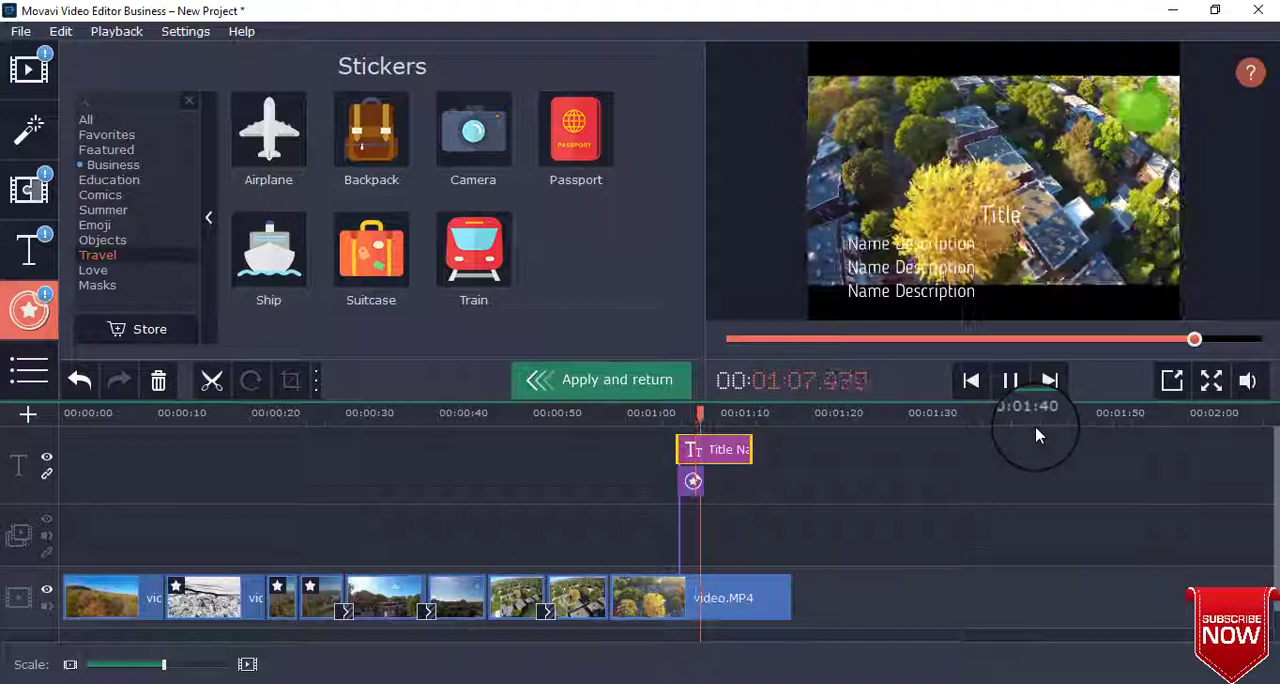 Movavi Video Editor Business – New Project *
File Edit Playback Settings Help
Stickers
All
Favorites
Featured
Business
Education
Comics
Summer
Emoji
Objects
Travel
Love
Masks
Store
Airplane
Backpack
Camera
PASSPORT
Passport
Ship
Suitcase
Train
?
Title
Name Description
Name Description
Name Description
Apply and return
00:00:00 00:00:10 00:00:20 00:00:30 00:00:40 00:00:50 00:01:00 00:01:10 00:01:20 00:01:30 0:01:40 00:01:50 00:02:00
Title Na
vic
vic
video.MP4
Scale:
SUBSCRIBE
NOW